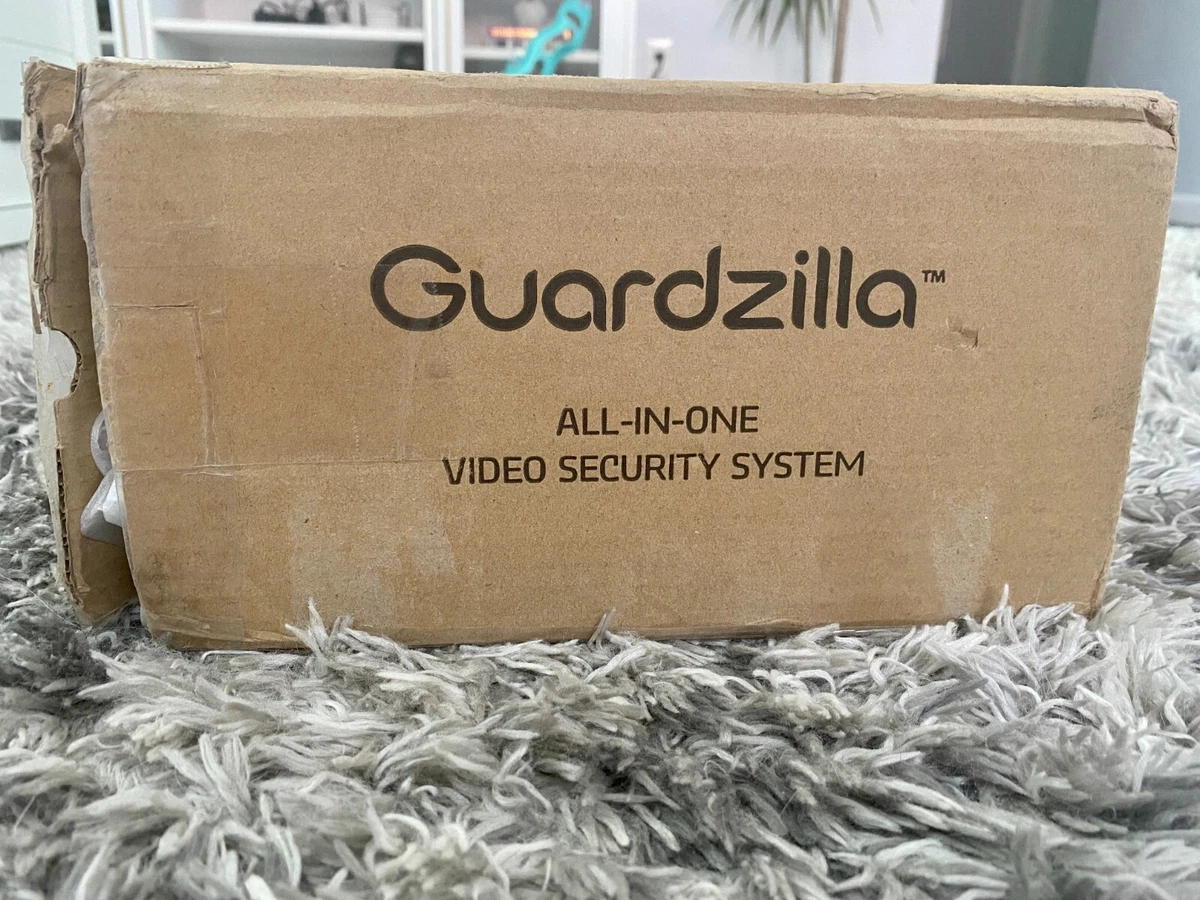 Guardzilla™
ALL-IN-ONE
VIDEO SECURITY SYSTEM